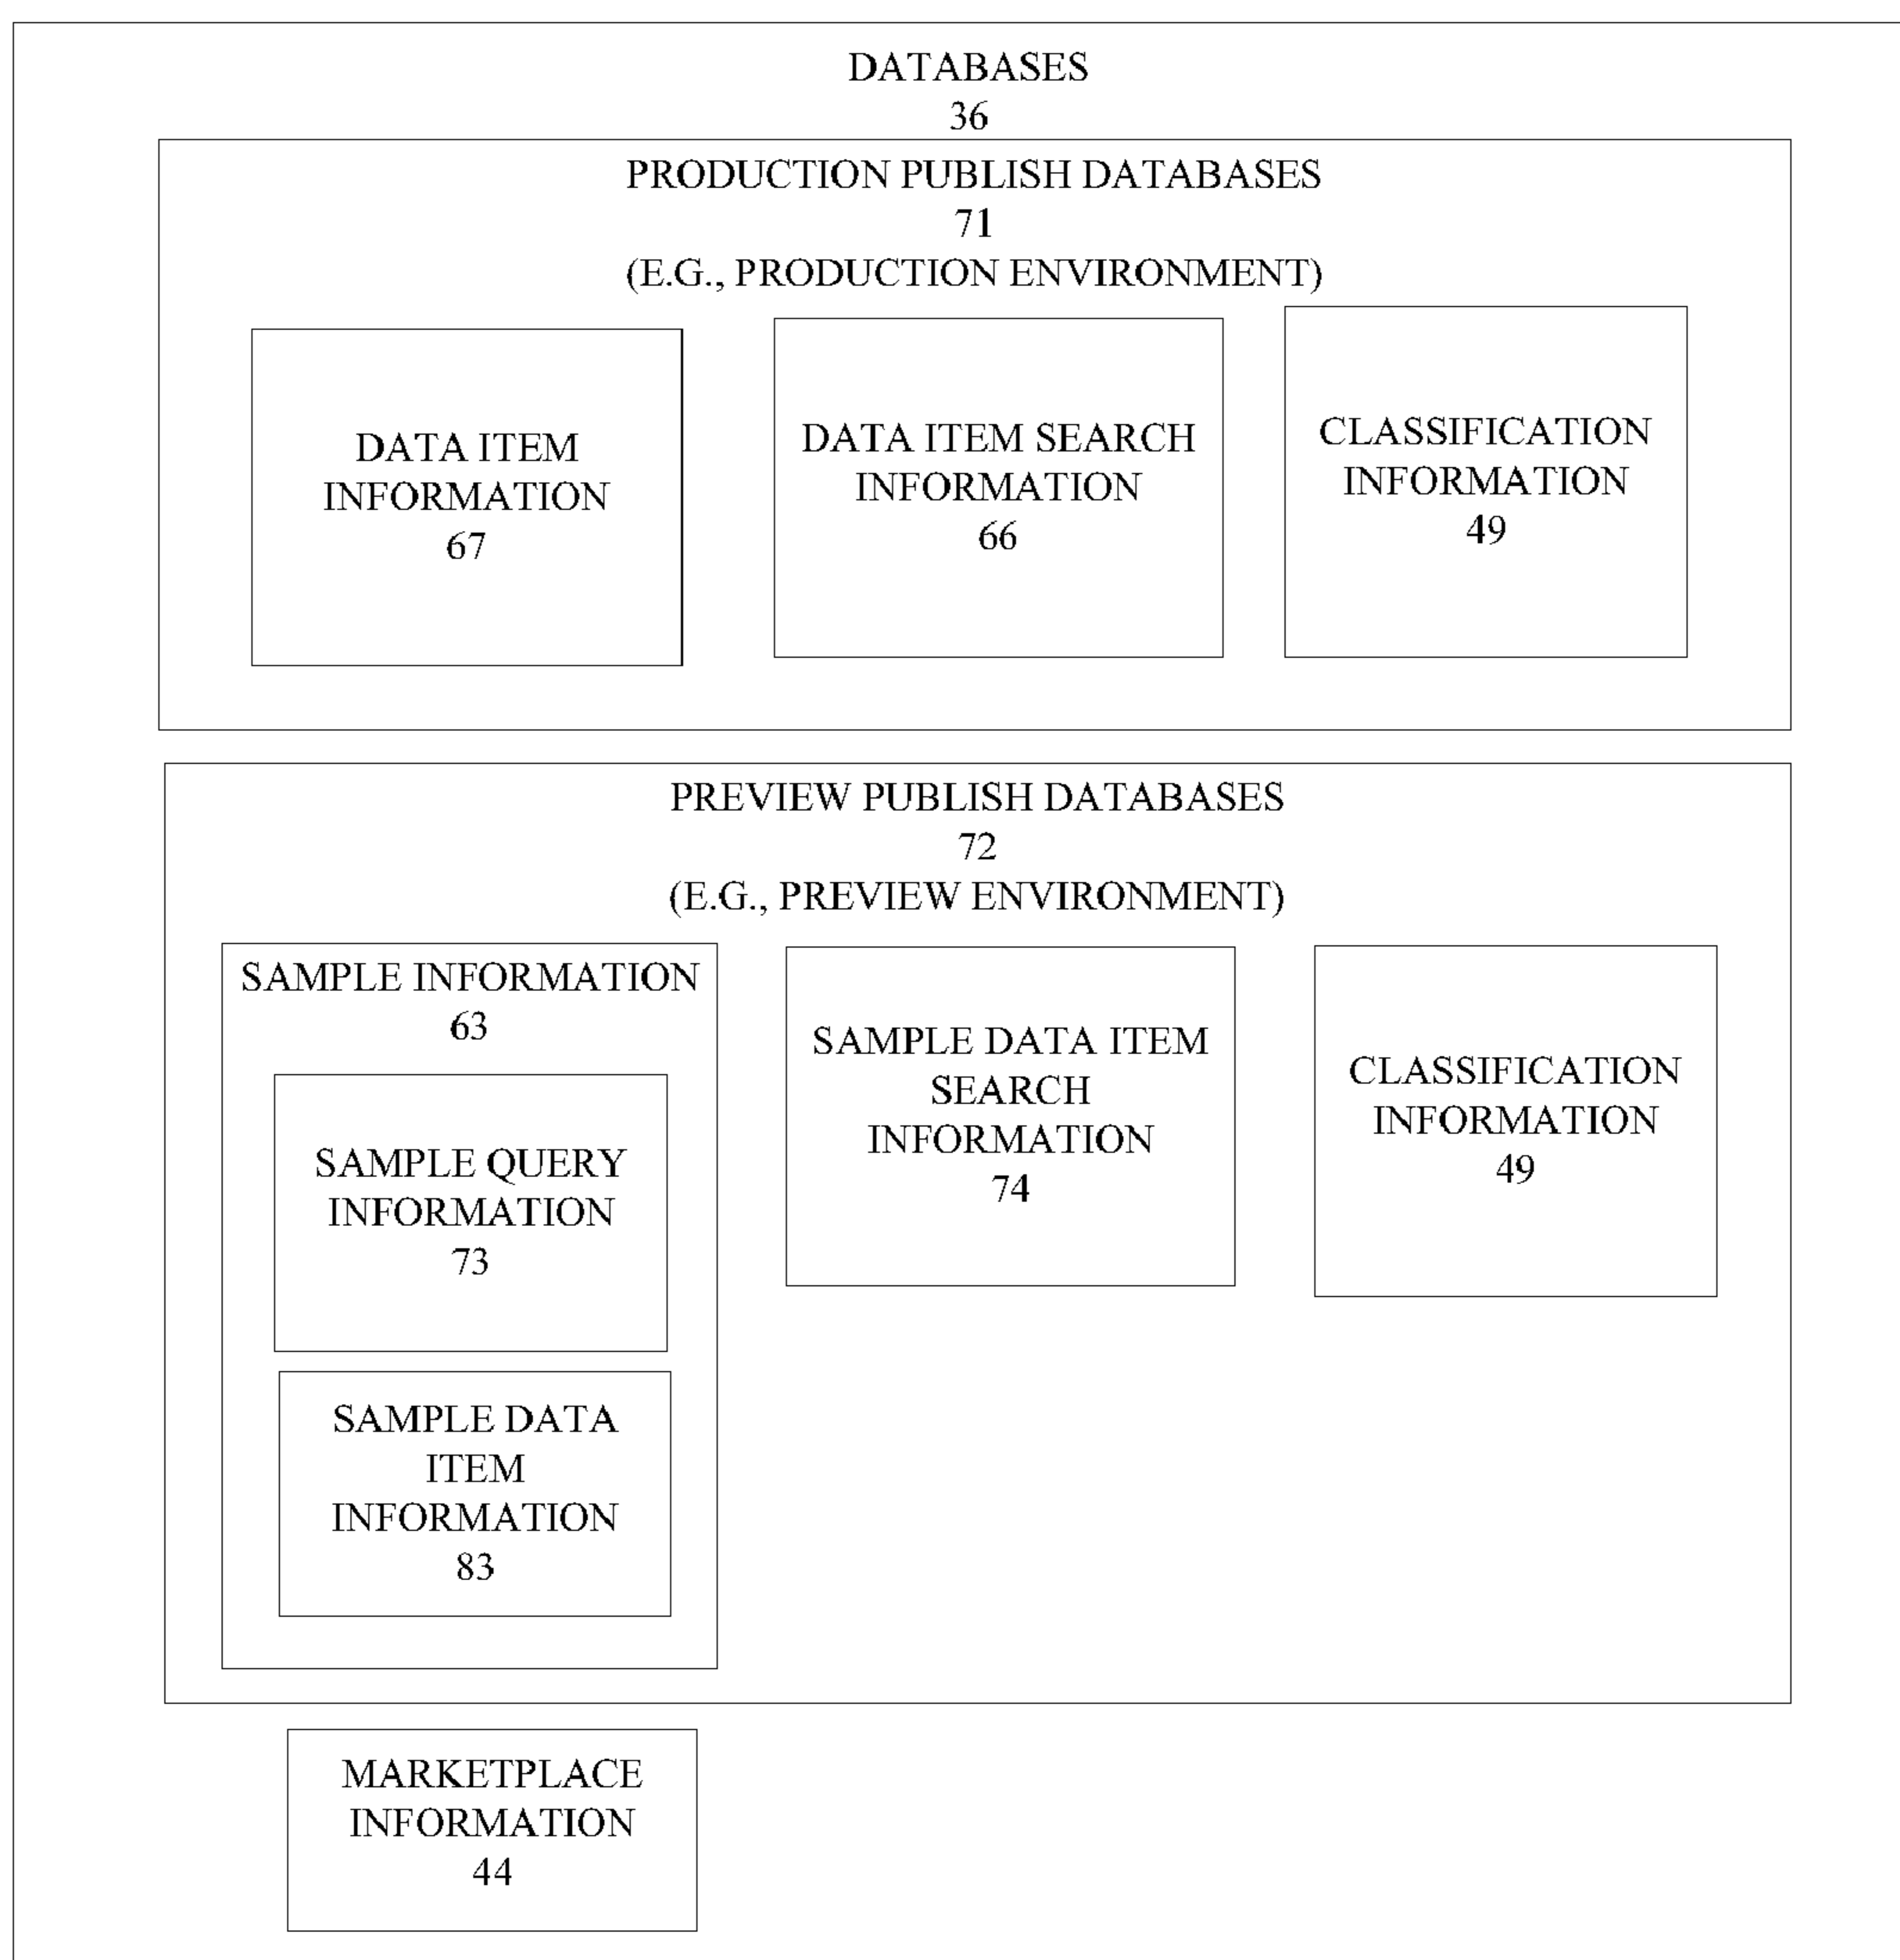 DATABASES
36
PRODUCTION PUBLISH DATABASES
71
(E.G., PRODUCTION ENVIRONMENT)
DATA ITEM
INFORMATION
67
DATA ITEM SEARCH
INFORMATION
66
CLASSIFICATION
INFORMATION
49
PREVIEW PUBLISH DATABASES
72
(E.G., PREVIEW ENVIRONMENT)
SAMPLE INFORMATION
63
SAMPLE QUERY
INFORMATION
73
SAMPLE DATA
ITEM
INFORMATION
83
SAMPLE DATA ITEM
SEARCH
INFORMATION
74
CLASSIFICATION
INFORMATION
49
MARKETPLACE
INFORMATION
44